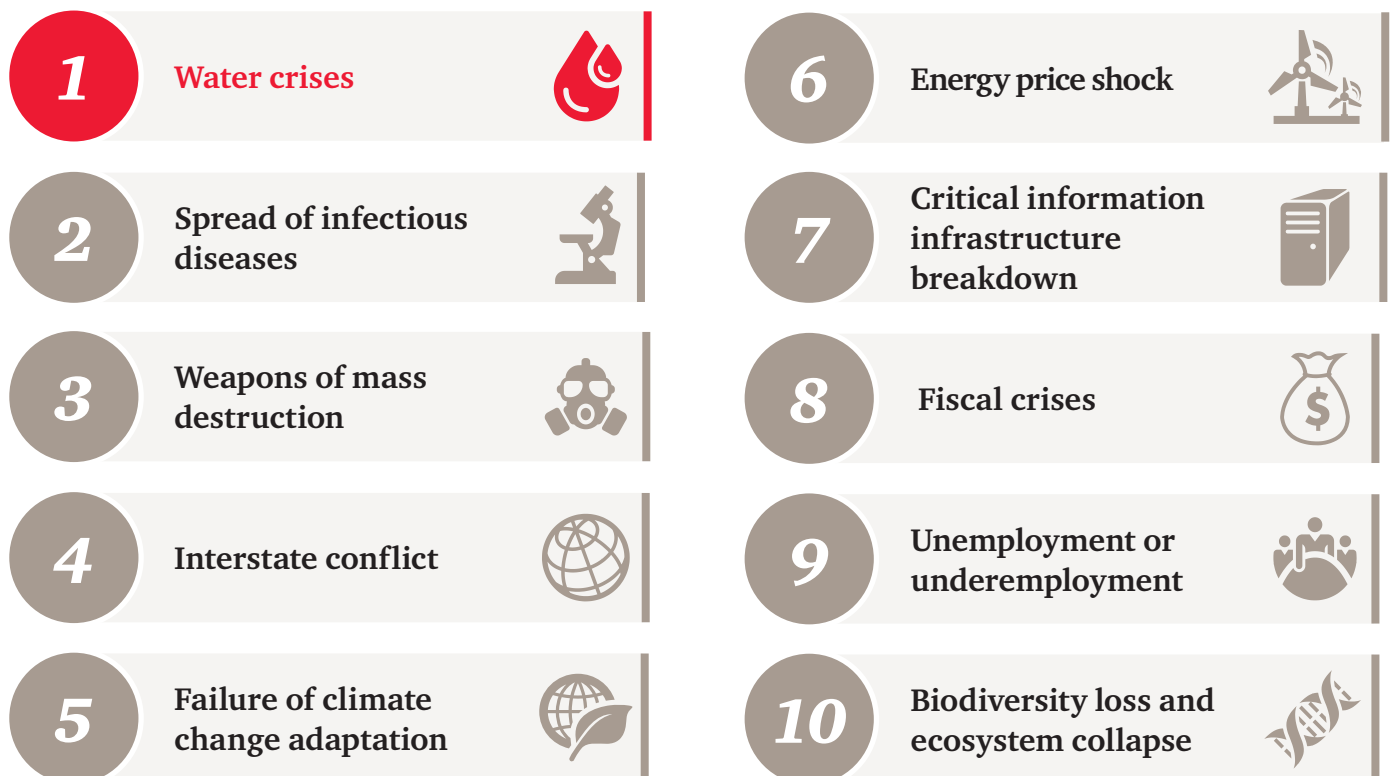 1
Water crises
2
Spread of infectious
diseases
3
Weapons of mass
destruction
4
Interstate conflict
5
Failure of climate
change adaptation
6
Energy price shock
7
Critical information
infrastructure
breakdown
8
Fiscal crises
$
9
Unemployment or
underemployment
10
Biodiversity loss and
ecosystem collapse